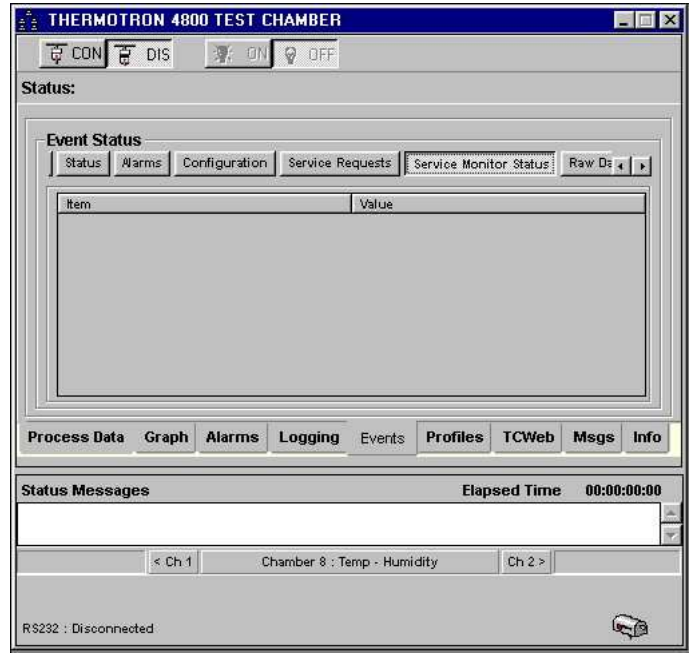 THERMOTRON 4800 TEST CHAMBER
CON DIS ON OFF
Status:
Event Status
Status Alarms Configuration Service Requests Service Monitor Status Raw
Item Value
Process Data Graph Alarms Logging Events Profiles TCWeb Msgs Info
Status Messages Elapsed Time 00:00:00:00
< Ch 1 Chamber 8 : Temp - Humidity Ch 2 >
RS232 : Disconnected